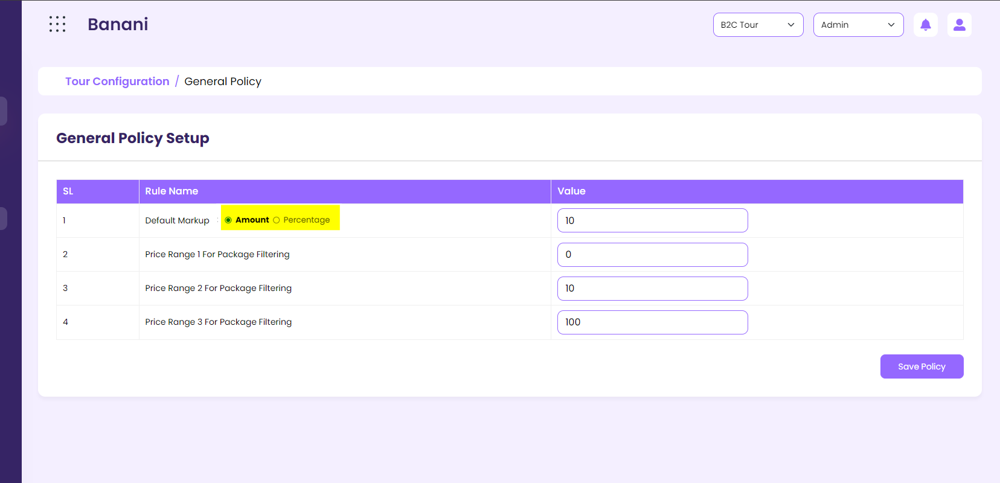 Banani
B2C Tour
Admin
Tour Configuration / General Policy
General Policy Setup
SL Rule Name Value
1 Default Markup : Amount Percentage 10
2 Price Range 1 For Package Filtering 0
3 Price Range 2 For Package Filtering 10
4 Price Range 3 For Package Filtering 100
Save Policy